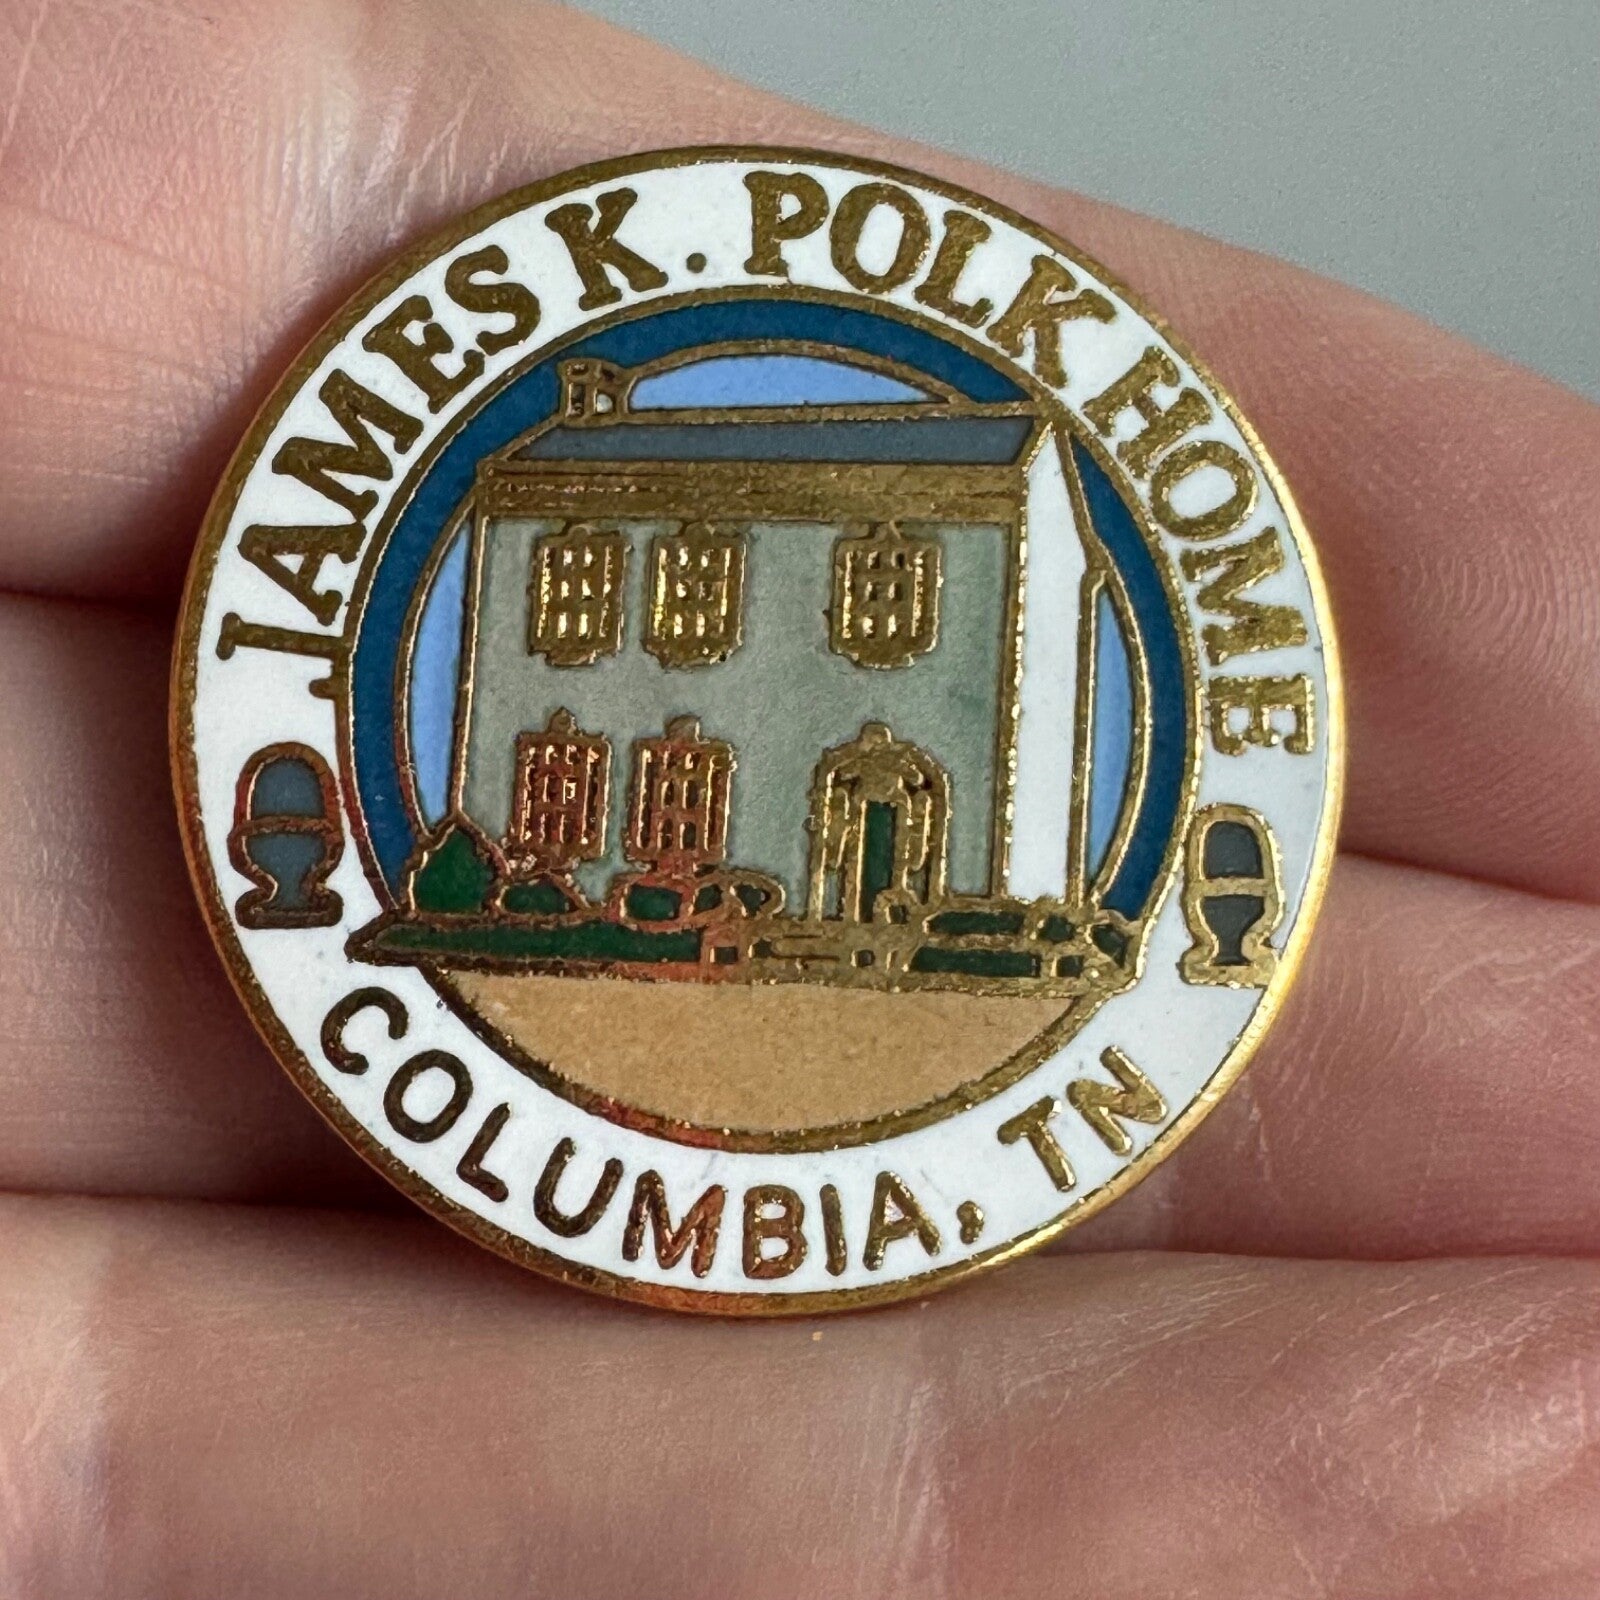 JAMES K. POLK HOME
COLUMBIA, TN